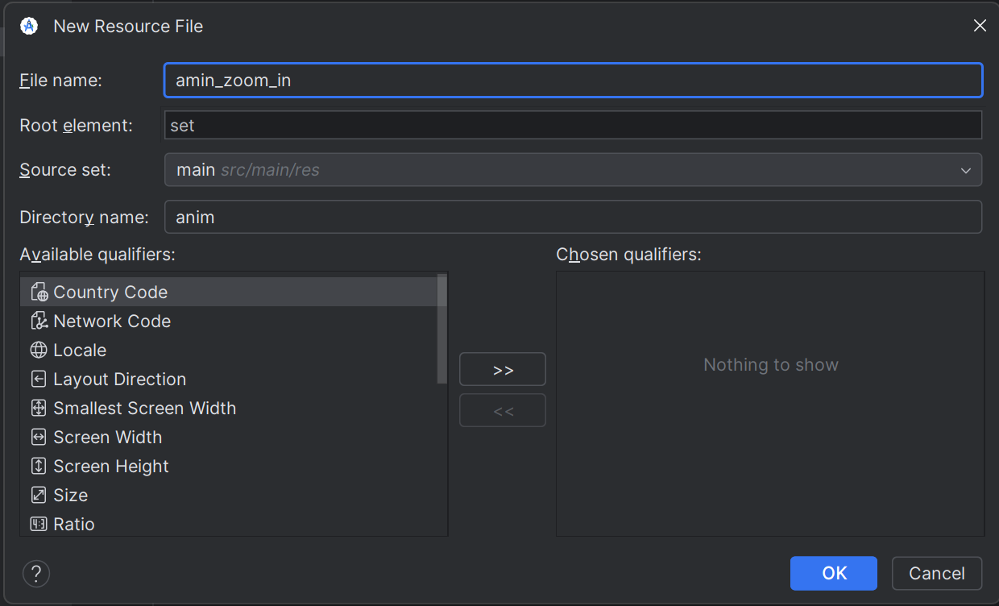 New Resource File
File name: amin_zoom_in
Root element: set
Source set: main src/main/res
Directory name: anim
Available qualifiers: Chosen qualifiers:
Country Code
Network Code
Locale
Layout Direction
Smallest Screen Width
Screen Width
Screen Height
Size
4:3 Ratio
>>
<<
Nothing to show
?
OK Cancel